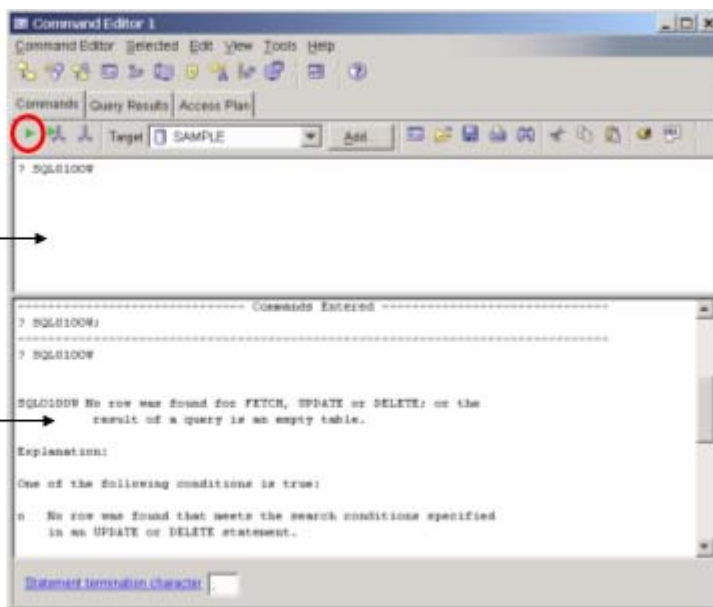 Command Editor 1
Command Editor Selected Edit View Tools Help
Commands Query Results Access Plan
Target SAMPLE Add...
? SQL0100W
Commands Entered
? SQL0100W;
? SQL0100W
SQL0100W No row was found for FETCH, UPDATE or DELETE; or the
result of a query is an empty table.
Explanation:
One of the following conditions is true:
o No row was found that meets the search conditions specified
in an UPDATE or DELETE statement.
Statement termination character